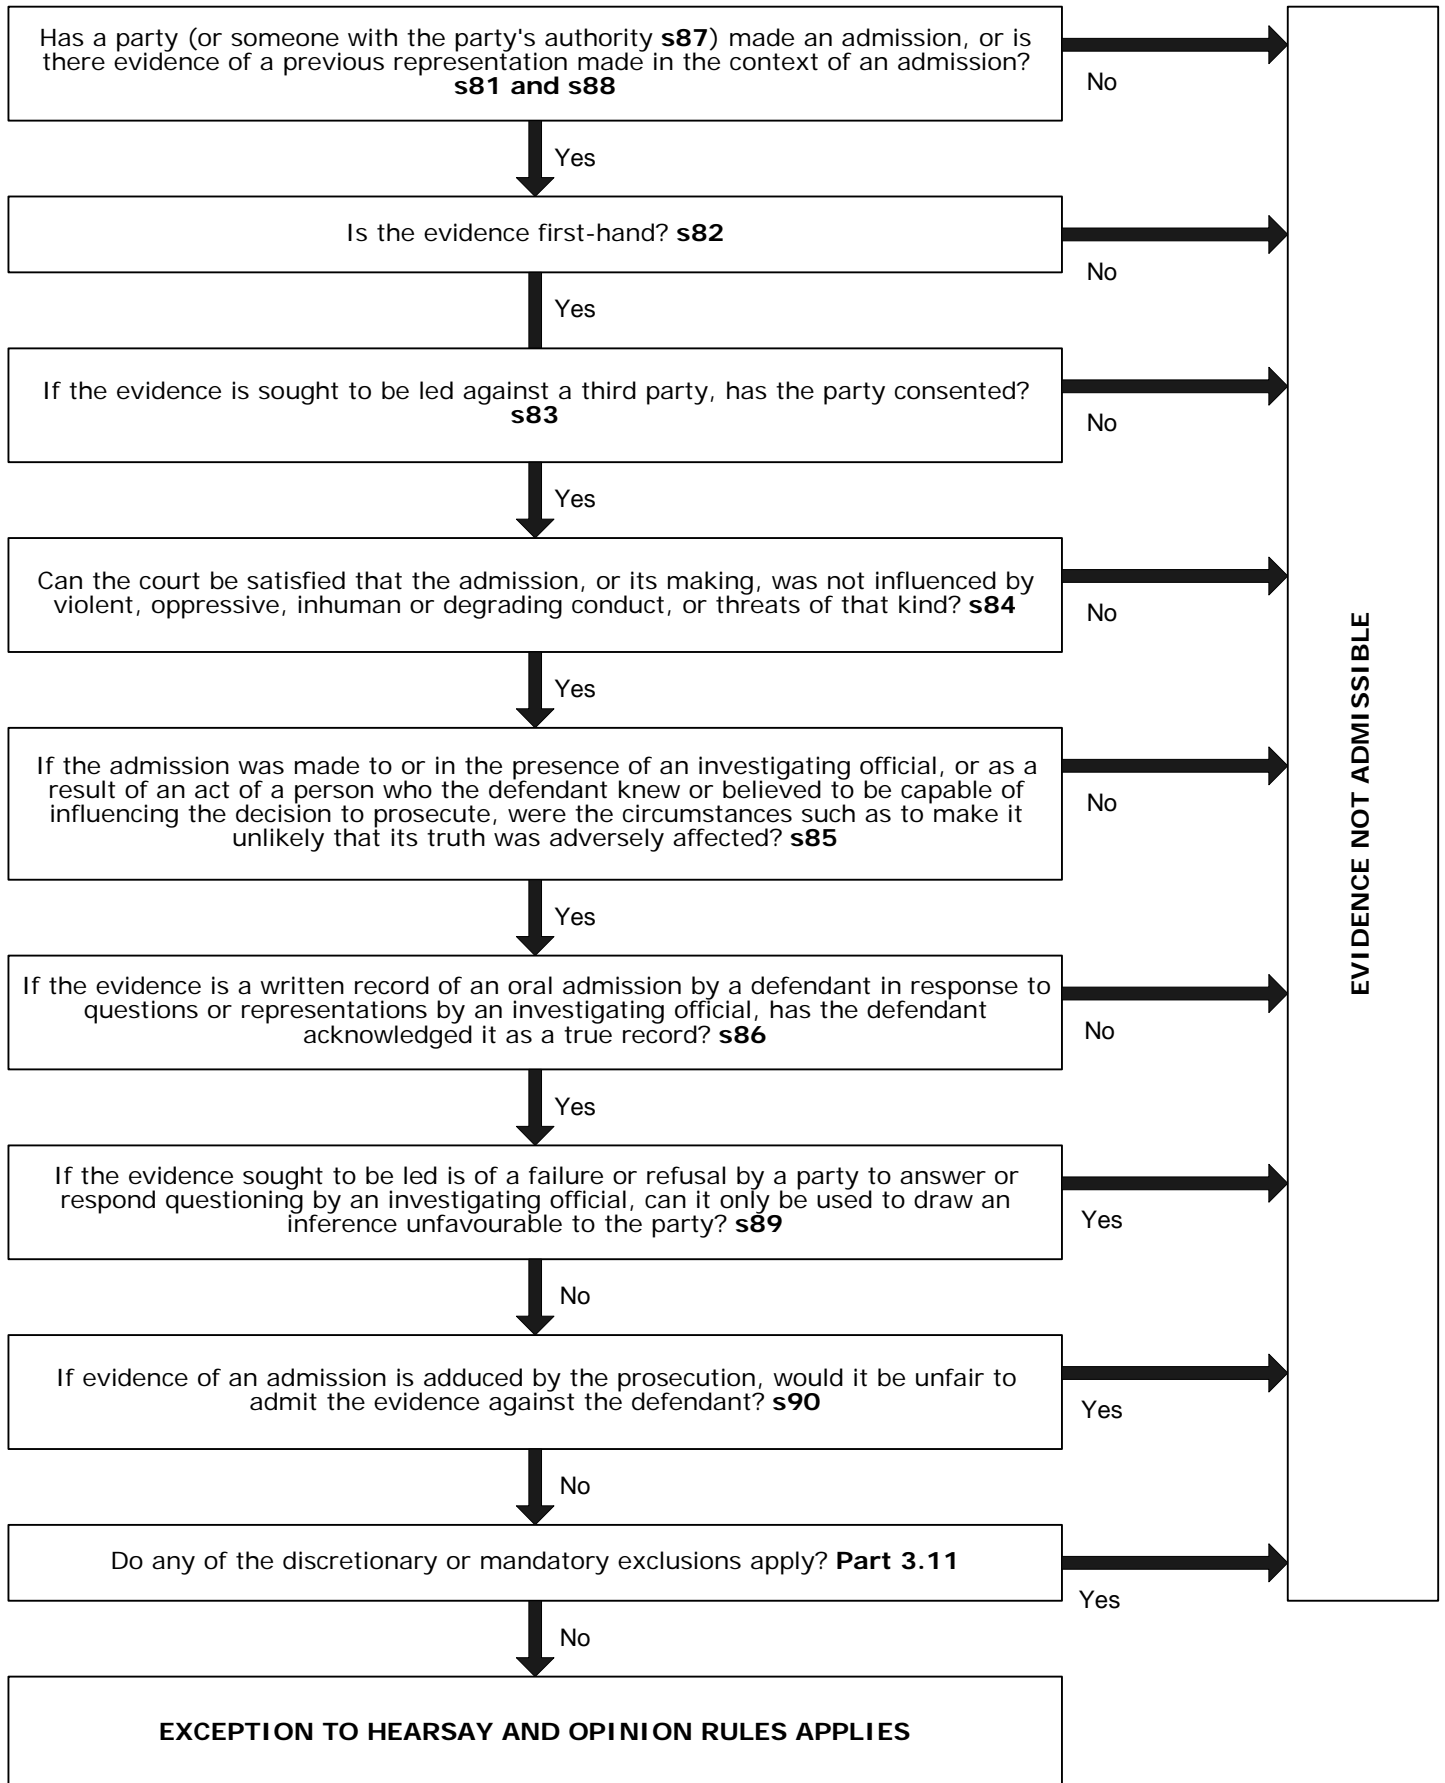 Has a party (or someone with the party's authority s87) made an admission, or is
there evidence of a previous representation made in the context of an admission?
s81 and s88
No
Yes
Is the evidence first-hand? s82
No
Yes
If the evidence is sought to be led against a third party, has the party consented?
s83
No
Yes
Can the court be satisfied that the admission, or its making, was not influenced by
violent, oppressive, inhuman or degrading conduct, or threats of that kind? s84
No
Yes
If the admission was made to or in the presence of an investigating official, or as a
result of an act of a person who the defendant knew or believed to be capable of
influencing the decision to prosecute, were the circumstances such as to make it
unlikely that its truth was adversely affected? s85
No
Yes
If the evidence is a written record of an oral admission by a defendant in response to
questions or representations by an investigating official, has the defendant
acknowledged it as a true record? s86
No
Yes
If the evidence sought to be led is of a failure or refusal by a party to answer or
respond questioning by an investigating official, can it only be used to draw an
inference unfavourable to the party? s89
Yes
No
If evidence of an admission is adduced by the prosecution, would it be unfair to
admit the evidence against the defendant? s90
Yes
No
Do any of the discretionary or mandatory exclusions apply? Part 3.11
Yes
No
EXCEPTION TO HEARSAY AND OPINION RULES APPLIES
EVIDENCE NOT ADMISSIBLE